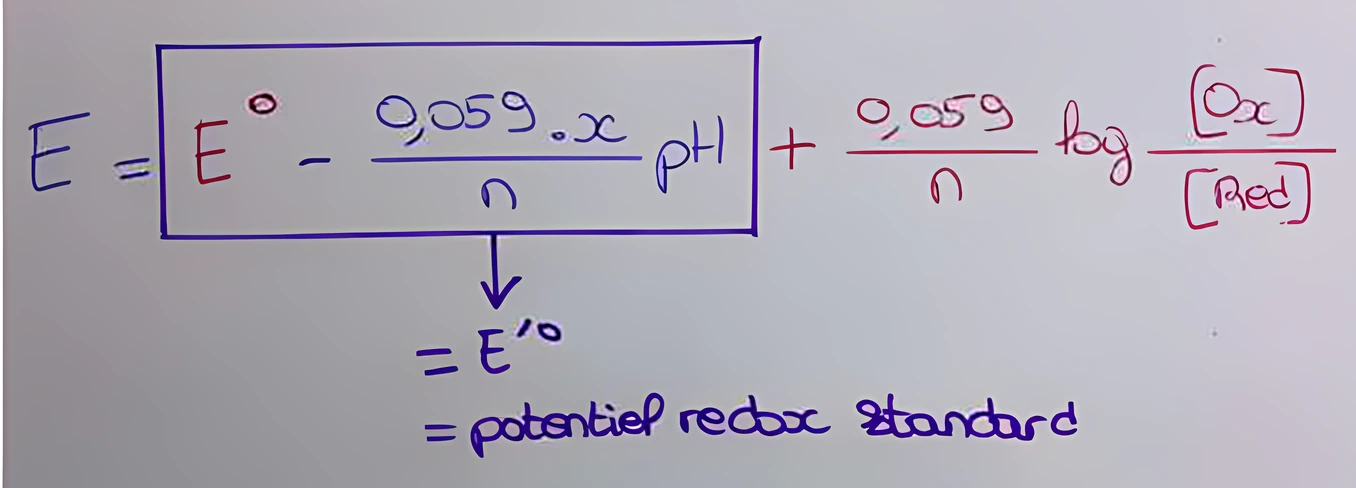 E = E° - 0,059.x / n pH + 0,059 / n log [Ox] / [Red]
= E'°
= potentiel redox standard